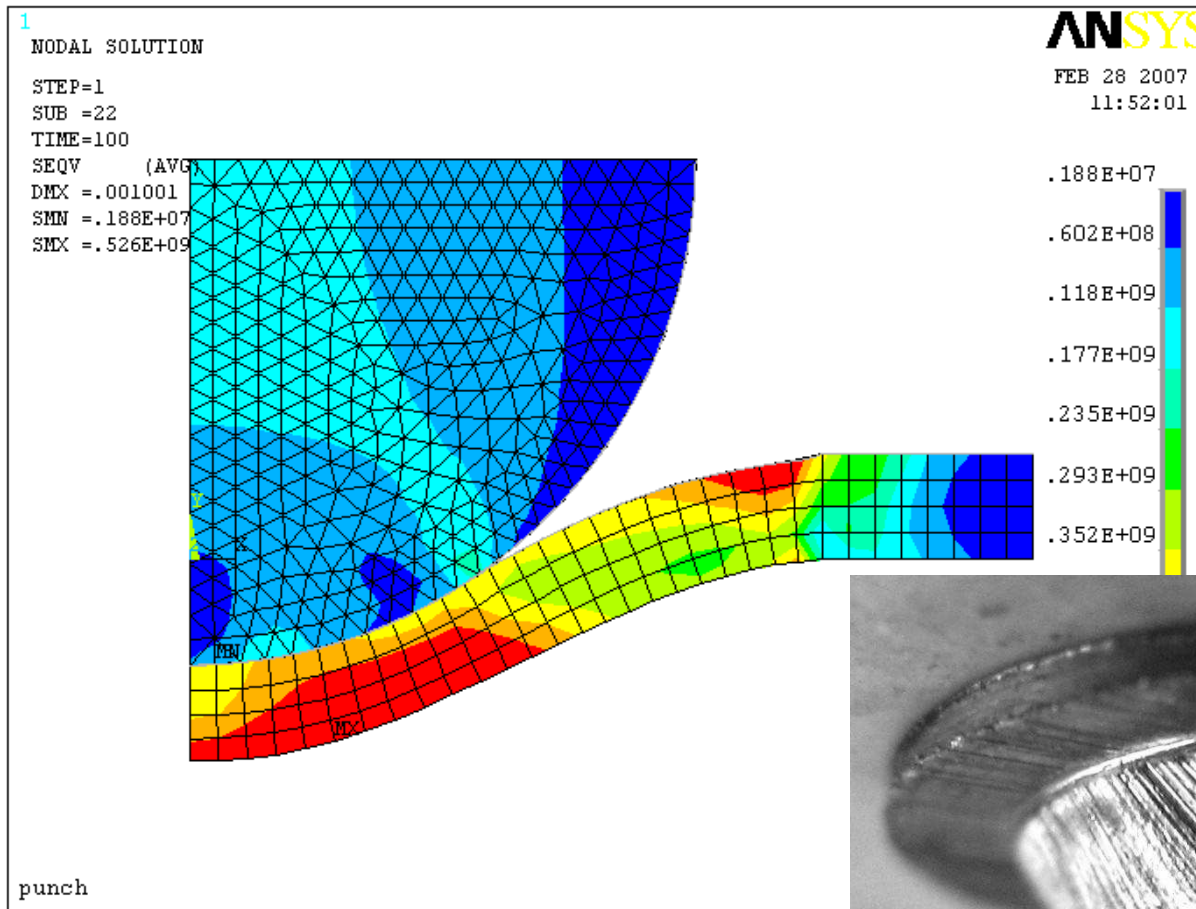 1
NODAL SOLUTION
STEP=1
SUB =22
TIME=100
SEQV (AVG)
DMX =.001001
SMN =.188E+07
SMX =.526E+09
ANSYS
FEB 28 2007
11:52:01
.188E+07
.602E+08
.118E+09
.177E+09
.235E+09
.293E+09
.352E+09
Y
X
MN
MX
punch